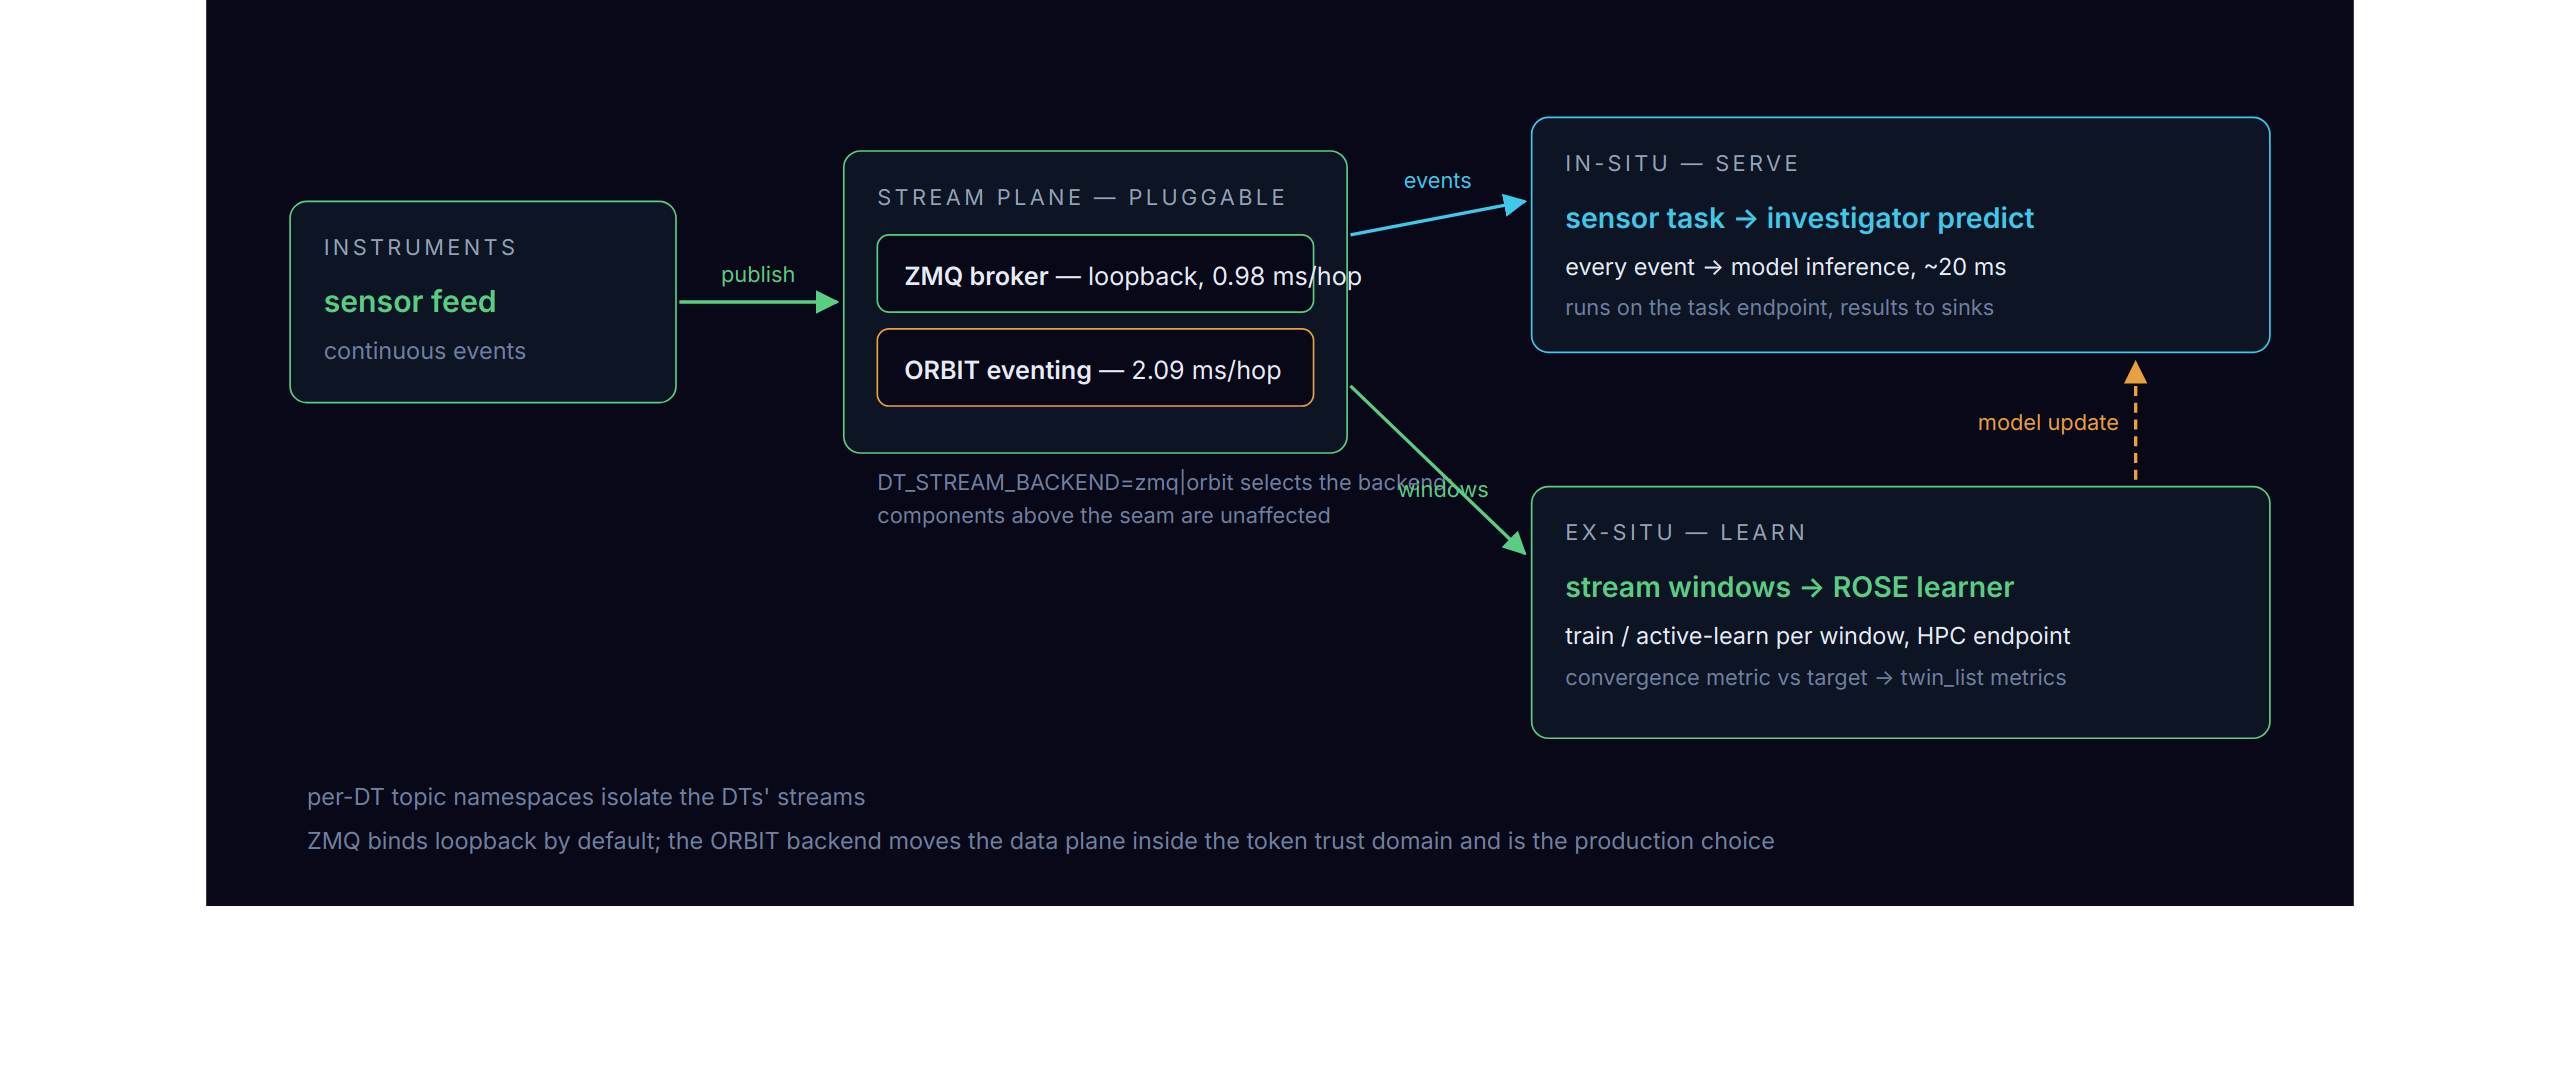 INSTRUMENTS
sensor feed
continuous events
publish
STREAM PLANE — PLUGGABLE
ZMQ broker — loopback, 0.98 ms/hop
ORBIT eventing — 2.09 ms/hop
DT_STREAM_BACKEND=zmq|orbit selects the backend
components above the seam are unaffected
events
windows
IN-SITU — SERVE
sensor task → investigator predict
every event → model inference, ~20 ms
runs on the task endpoint, results to sinks
model update
EX-SITU — LEARN
stream windows → ROSE learner
train / active-learn per window, HPC endpoint
convergence metric vs target → twin_list metrics
per-DT topic namespaces isolate the DTs' streams
ZMQ binds loopback by default; the ORBIT backend moves the data plane inside the token trust domain and is the production choice